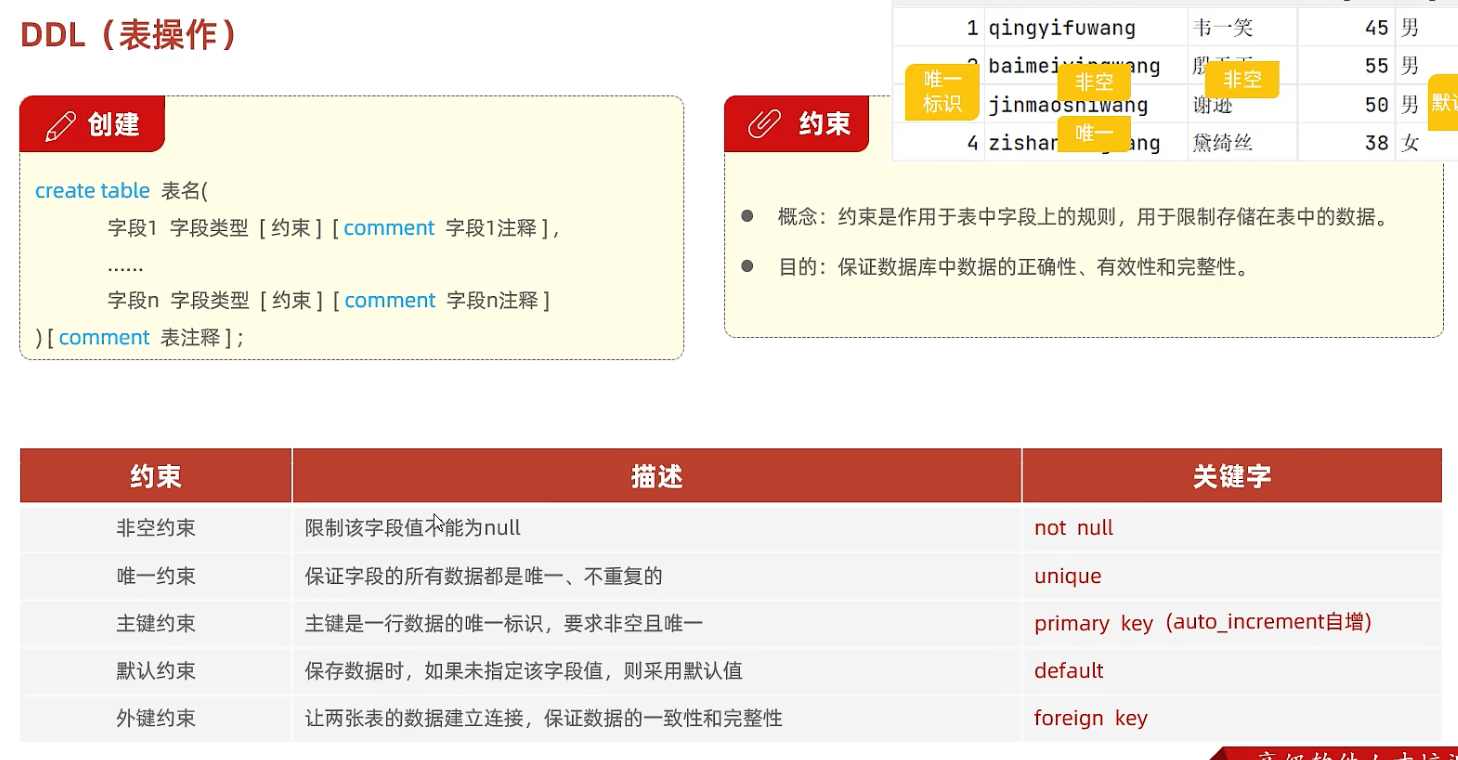 DDL（表操作）
1 qingyifuwang 韦一笑 45 男
baimeiyingwang 殷 55 男
jinmaoshiwang 谢逊 50 男
4 zishan ang 黛绮丝 38 女
唯一
标识
非空
唯一
非空
默认
创建
create table 表名(
字段1 字段类型 [ 约束 ] [ comment 字段1注释 ] ,
......
字段n 字段类型 [ 约束 ] [ comment 字段n注释 ]
) [ comment 表注释 ] ;
约束
概念：约束是作用于表中字段上的规则，用于限制存储在表中的数据。
目的：保证数据库中数据的正确性、有效性和完整性。
约束 描述 关键字
非空约束 限制该字段值不能为null not null
唯一约束 保证字段的所有数据都是唯一、不重复的 unique
主键约束 主键是一行数据的唯一标识，要求非空且唯一 primary key（auto_increment自增）
默认约束 保存数据时，如果未指定该字段值，则采用默认值 default
外键约束 让两张表的数据建立连接，保证数据的一致性和完整性 foreign key